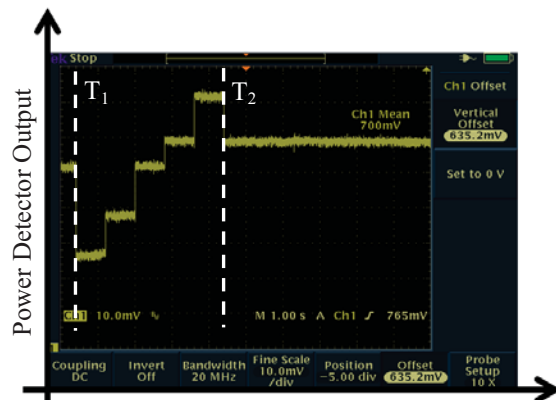 Power Detector Output
ek Stop
T1
T2
Ch1 Mean
700mV
Ch1 10.0mV
M 1.00 s A Ch1 765mV
Ch1 Offset
Vertical
Offset
635.2mV
Set to 0 V
Coupling
DC
Invert
Off
Bandwidth
20 MHz
Fine Scale
10.0mV
/div
Position
-5.00 div
Offset
635.2mV
Probe
Setup
10 X